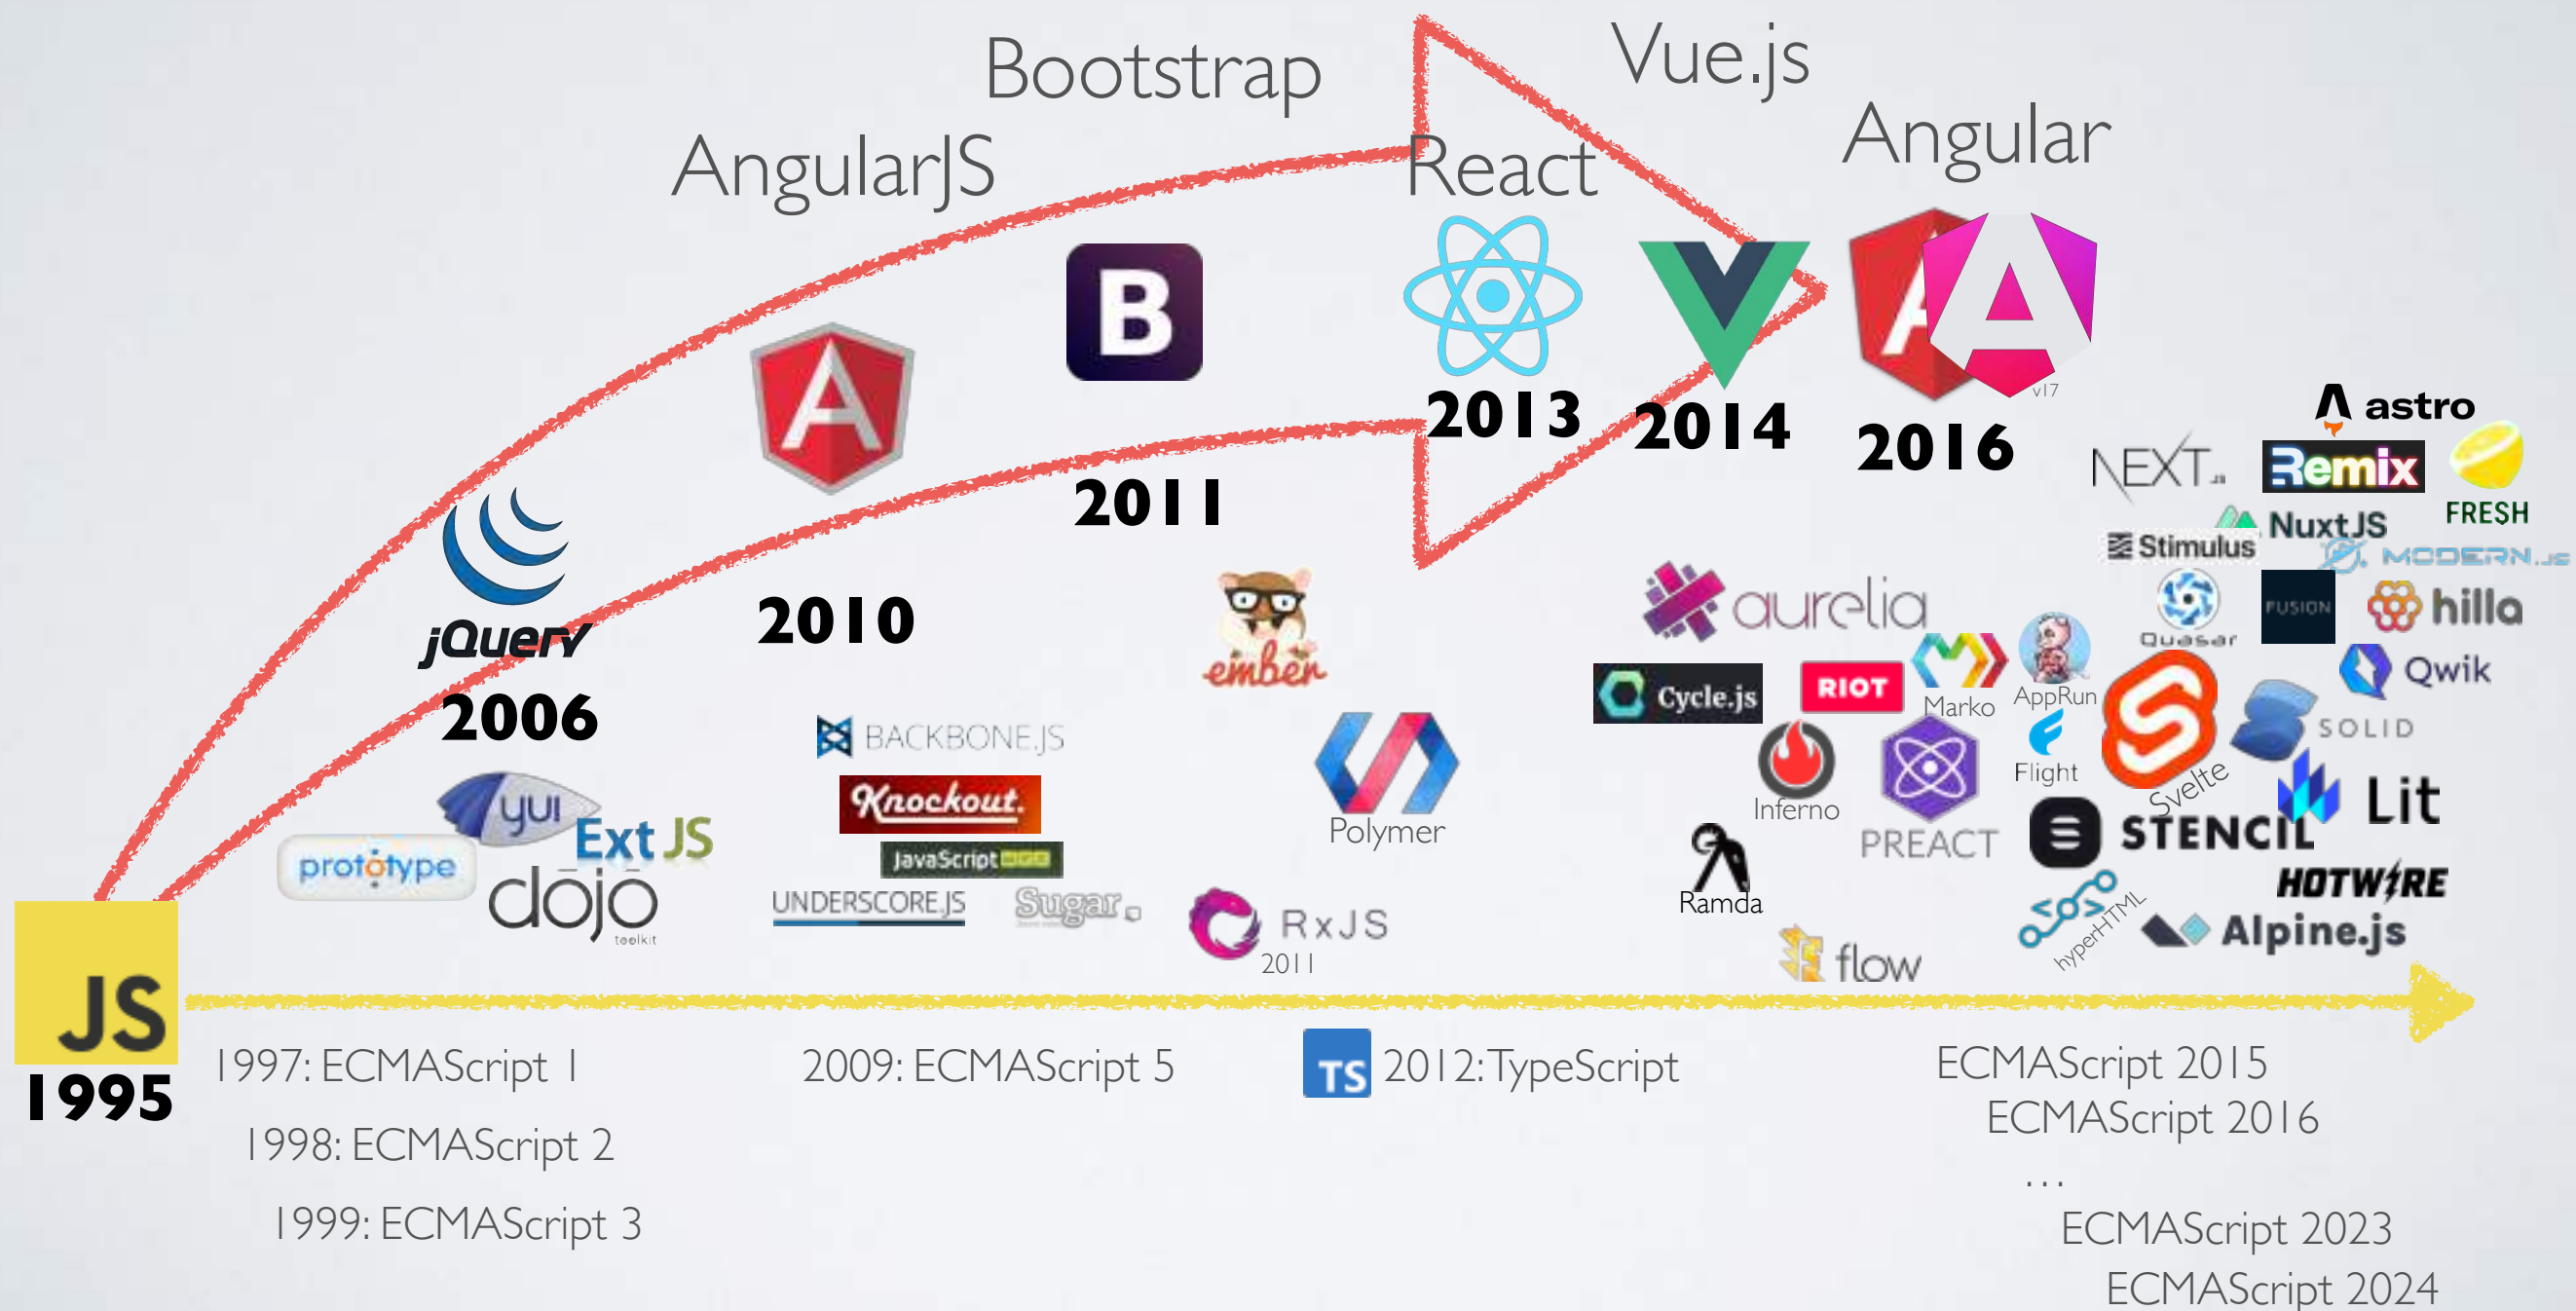 Bootstrap
Vue.js
AngularJS
React
Angular
B
A
A
A
v17
2013
2014
2016
2011
2010
jQuery
2006
astro
NEXT.JS
Remix
FRESH
NuxtJS
Stimulus
MODERN.JS
ember
aurelia
Quasar
FUSION
hilla
Cycle.js
RIOT
Marko
AppRun
Qwik
BACKBONE.JS
Knockout.
JavaScript MVC
UNDERSCORE.JS
Sugar
Polymer
RxJS
2011
Inferno
PREACT
Flight
Svelte
SOLID
Lit
STENCIL
HOTWIRE
Ramda
flow
<o>
hyperHTML
Alpine.js
yui
Ext JS
prototype
dojo
toolkit
JS
1995
1997: ECMAScript 1
1998: ECMAScript 2
1999: ECMAScript 3
2009: ECMAScript 5
TS
2012: TypeScript
ECMAScript 2015
ECMAScript 2016
...
ECMAScript 2023
ECMAScript 2024